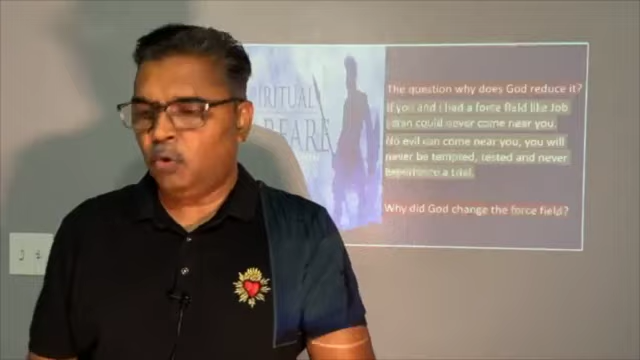 SPIRITUAL
WARFARE
The question why does God reduce it?
If you and i had a force field like Job
satan could never come near you.
No evil can come near you, you will
never be tempted, tested and never
experience a trial.
Why did God change the force field?